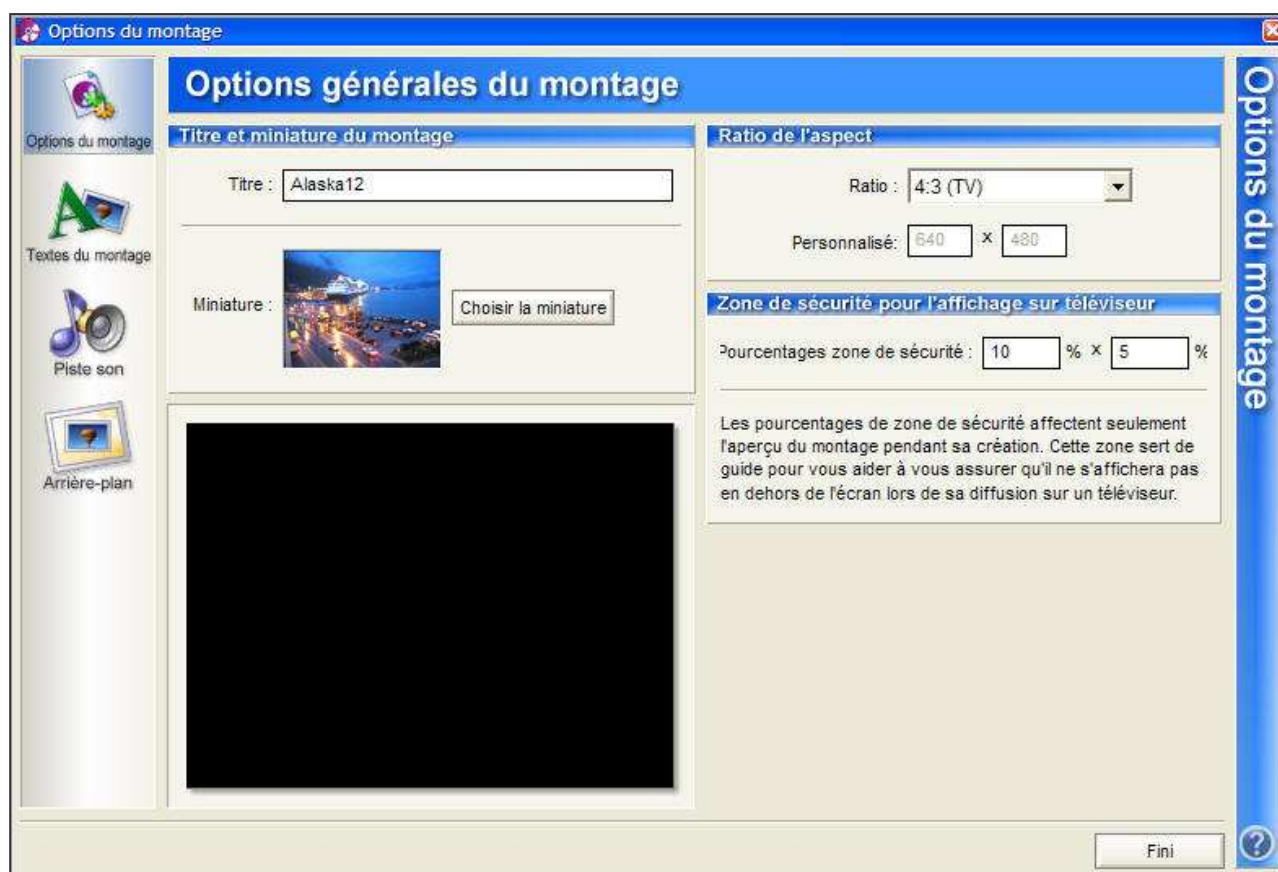 Options du montage
Options du montage
Textes du montage
Piste son
Arrière-plan
Options générales du montage
Titre et miniature du montage
Titre : Alaska12
Miniature : Choisir la miniature
Ratio de l'aspect
Ratio : 4:3 (TV)
Personnalisé: 640 x 480
Zone de sécurité pour l'affichage sur téléviseur
Pourcentages zone de sécurité : 10 % x 5 %
Les pourcentages de zone de sécurité affectent seulement
l'aperçu du montage pendant sa création. Cette zone sert de
guide pour vous aider à vous assurer qu'il ne s'affichera pas
en dehors de l'écran lors de sa diffusion sur un téléviseur.
Options du montage
Fini
?